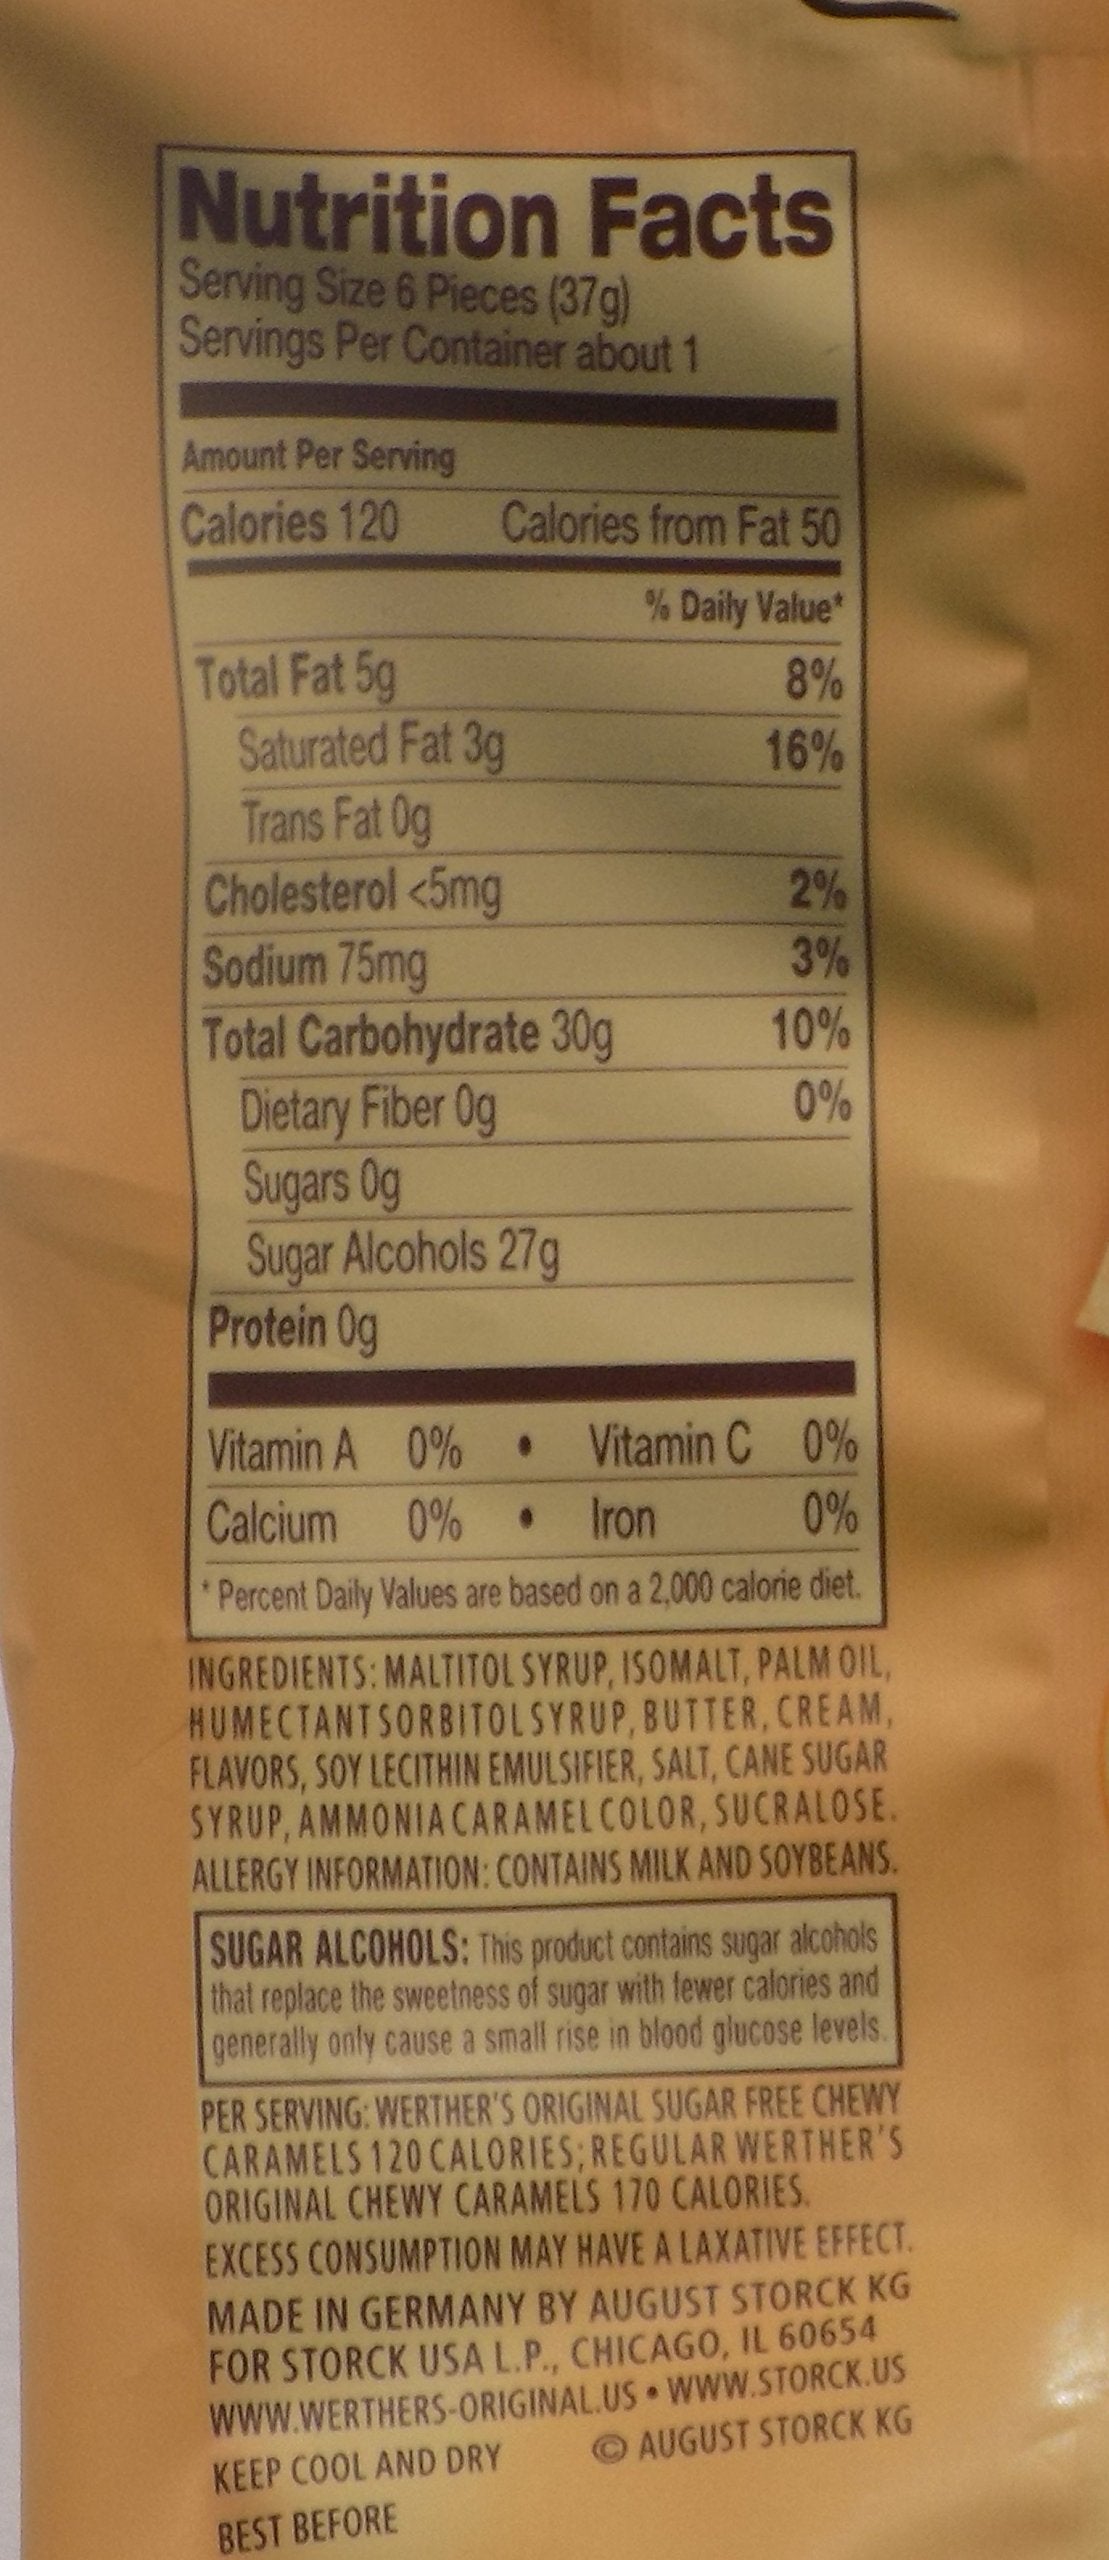 Nutrition Facts
Serving Size 6 Pieces (37g)
Servings Per Container about 1
Amount Per Serving
Calories 120 Calories from Fat 50
% Daily Value*
Total Fat 5g 8%
Saturated Fat 3g 16%
Trans Fat 0g
Cholesterol <5mg 2%
Sodium 75mg 3%
Total Carbohydrate 30g 10%
Dietary Fiber 0g 0%
Sugars 0g
Sugar Alcohols 27g
Protein 0g
Vitamin A 0% • Vitamin C 0%
Calcium 0% • Iron 0%
* Percent Daily Values are based on a 2,000 calorie diet.
INGREDIENTS: MALTITOL SYRUP, ISOMALT, PALM OIL,
HUMECTANT SORBITOL SYRUP, BUTTER, CREAM,
FLAVORS, SOY LECITHIN EMULSIFIER, SALT, CANE SUGAR
SYRUP, AMMONIA CARAMEL COLOR, SUCRALOSE.
ALLERGY INFORMATION: CONTAINS MILK AND SOYBEANS.
SUGAR ALCOHOLS: This product contains sugar alcohols
that replace the sweetness of sugar with fewer calories and
generally only cause a small rise in blood glucose levels.
PER SERVING: WERTHER'S ORIGINAL SUGAR FREE CHEWY
CARAMELS 120 CALORIES; REGULAR WERTHER'S
ORIGINAL CHEWY CARAMELS 170 CALORIES.
EXCESS CONSUMPTION MAY HAVE A LAXATIVE EFFECT.
MADE IN GERMANY BY AUGUST STORCK KG
FOR STORCK USA L.P., CHICAGO, IL 60654
WWW.WERTHERS-ORIGINAL.US • WWW.STORCK.US
KEEP COOL AND DRY © AUGUST STORCK KG
BEST BEFORE